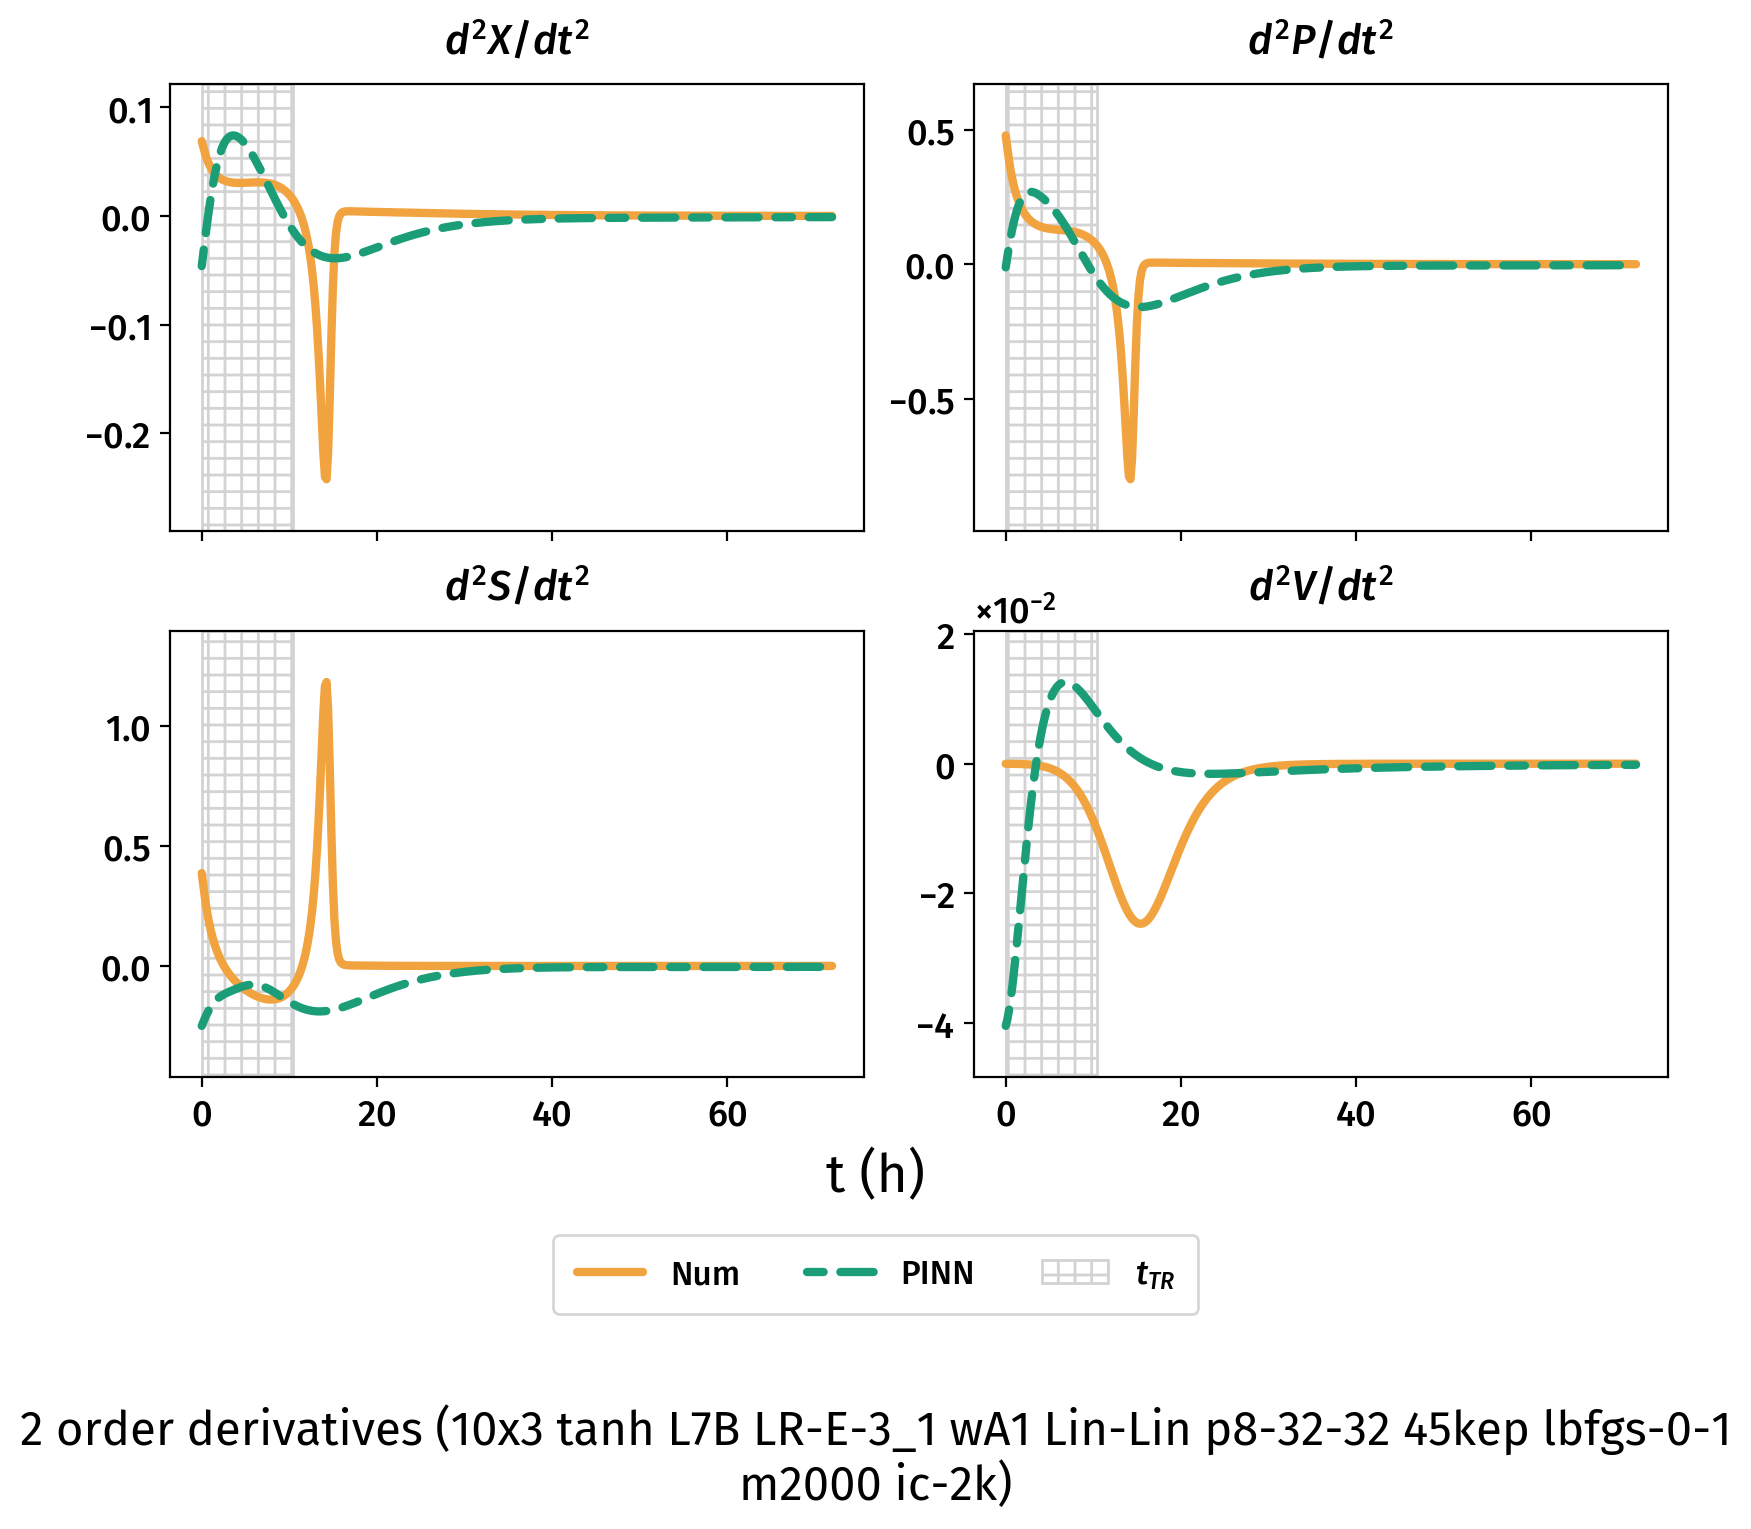 d²X/dt²
d²P/dt²
0.1
0.0
−0.1
−0.2
0.5
0.0
−0.5
d²S/dt²
d²V/dt²
×10⁻²
1.0
0.5
0.0
2
0
−2
−4
0 20 40 60
0 20 40 60
t (h)
Num PINN t_TR
2 order derivatives (10x3 tanh L7B LR-E-3_1 wA1 Lin-Lin p8-32-32 45kep lbfgs-0-1
m2000 ic-2k)